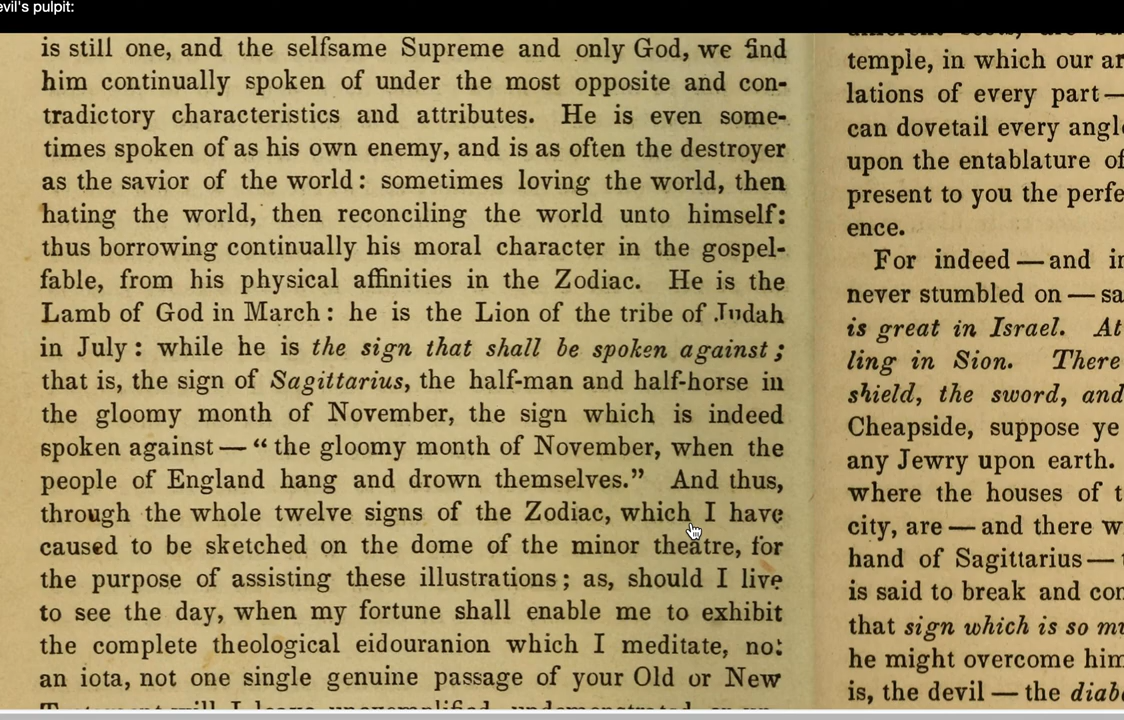 evil's pulpit:
is still one, and the selfsame Supreme and only God, we find
him continually spoken of under the most opposite and con-
tradictory characteristics and attributes. He is even some-
times spoken of as his own enemy, and is as often the destroyer
as the savior of the world: sometimes loving the world, then
hating the world, then reconciling the world unto himself:
thus borrowing continually his moral character in the gospel-
fable, from his physical affinities in the Zodiac. He is the
Lamb of God in March: he is the Lion of the tribe of Judah
in July: while he is the sign that shall be spoken against;
that is, the sign of Sagittarius, the half-man and half-horse in
the gloomy month of November, the sign which is indeed
spoken against — “ the gloomy month of November, when the
people of England hang and drown themselves.” And thus,
through the whole twelve signs of the Zodiac, which I have
caused to be sketched on the dome of the minor theatre, for
the purpose of assisting these illustrations; as, should I live
to see the day, when my fortune shall enable me to exhibit
the complete theological eidouranion which I meditate, not
an iota, not one single genuine passage of your Old or New
temple, in which our ar
lations of every part—
can dovetail every angl
upon the entablature of
present to you the perfe
ence.
For indeed — and in
never stumbled on — sa
is great in Israel. At
ling in Sion. There
shield, the sword, and
Cheapside, suppose ye
any Jewry upon earth.
where the houses of t
city, are — and there w
hand of Sagittarius —
is said to break and con
that sign which is so mu
he might overcome him
is, the devil — the diab